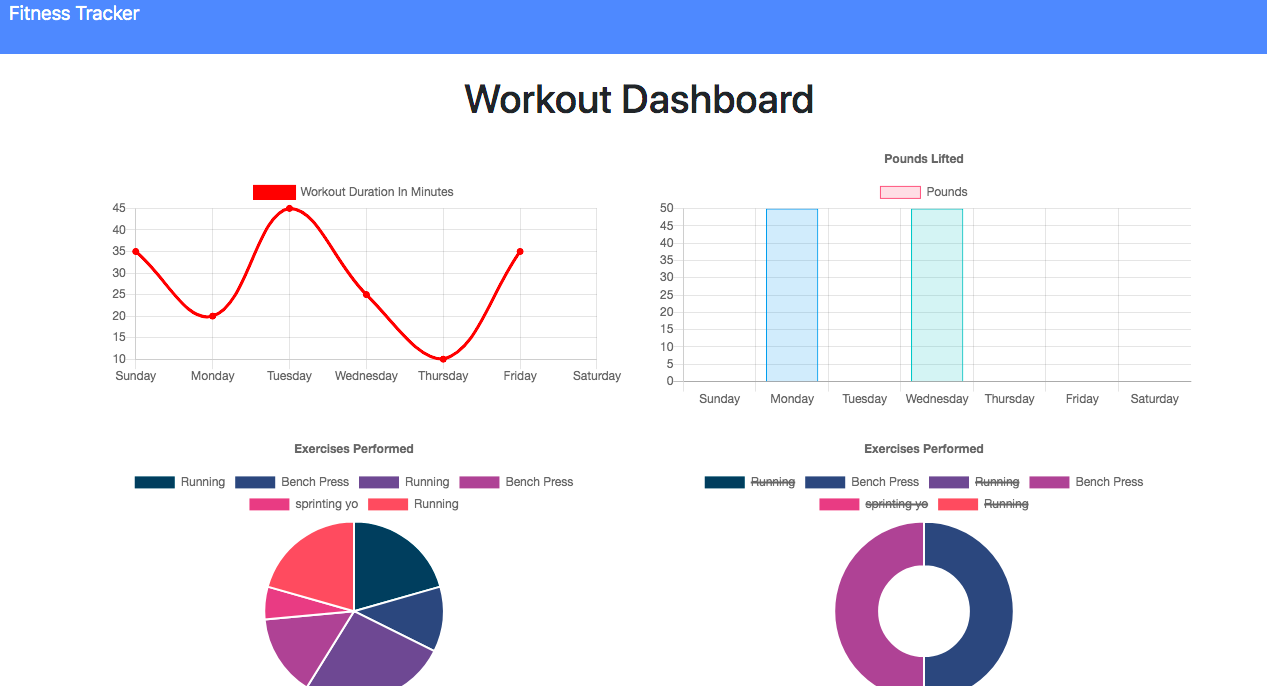 Fitness Tracker
Workout Dashboard
Workout Duration In Minutes
45
40
35
30
25
20
15
10
Sunday Monday Tuesday Wednesday Thursday Friday Saturday
Pounds Lifted
Pounds
50
45
40
35
30
25
20
15
10
5
0
Sunday Monday Tuesday Wednesday Thursday Friday Saturday
Exercises Performed
Running Bench Press Running Bench Press
sprinting yo Running
Exercises Performed
Running Bench Press Running Bench Press
sprinting yo Running